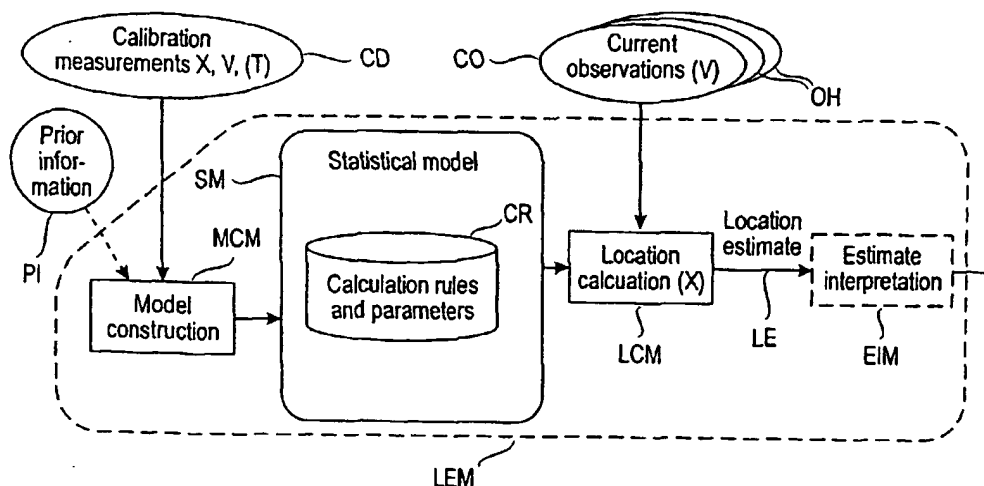 Calibration
measurements X, V, (T)
CD
CO
Current
observations (V)
OH
Prior
infor-
mation
PI
SM
Statistical model
CR
Calculation rules
and parameters
MCM
Model
construction
Location
calcuation (X)
LCM
Location
estimate
LE
Estimate
interpretation
EIM
LEM